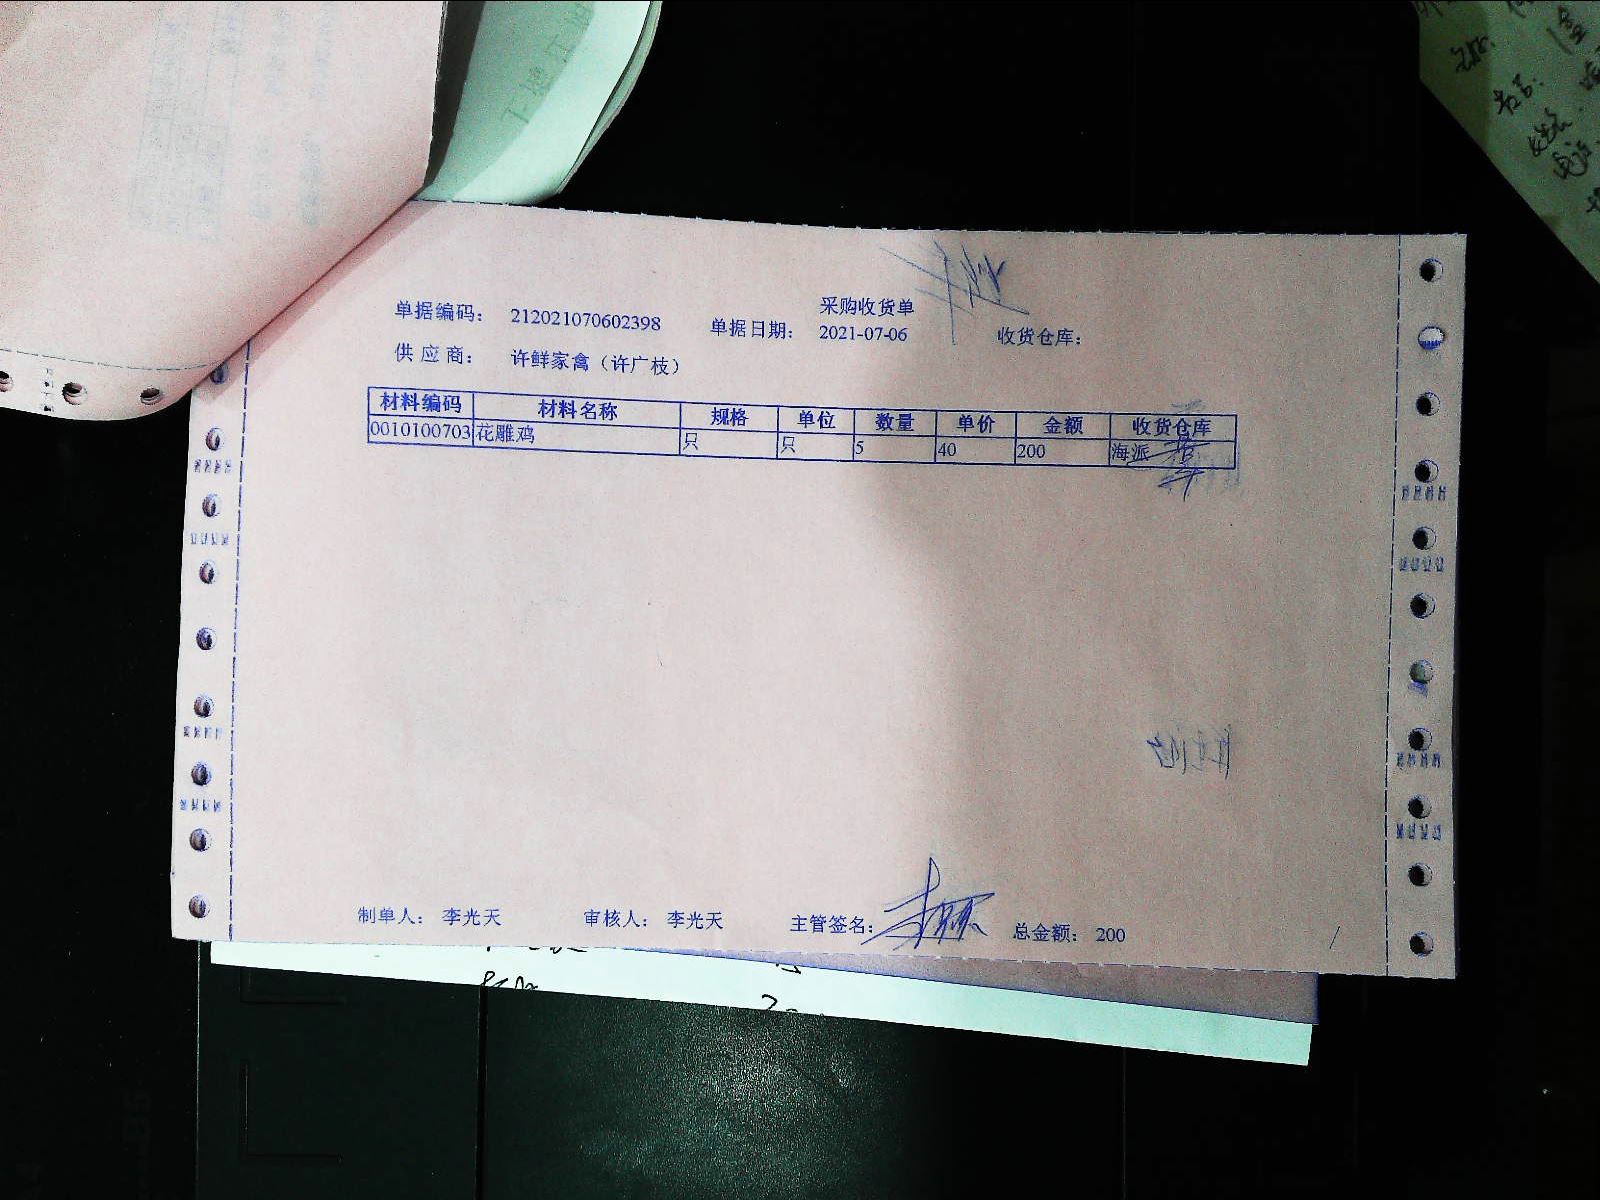 采购收货单
单据编码: 212021070602398 单据日期: 2021-07-06 收货仓库:
供应商: 许鲜家禽（许广枝）
材料编码 材料名称 规格 单位 数量 单价 金额 收货仓库
0010100703 花雕鸡 只 只 5 40 200 海派
制单人: 李光天 审核人: 李光天 主管签名: 总金额: 200